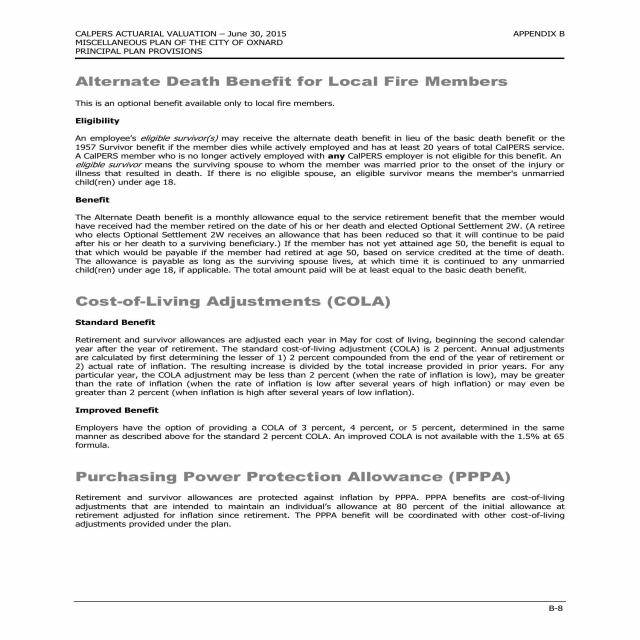 CALPERS ACTUARIAL VALUATION – June 30, 2015 APPENDIX B
MISCELLANEOUS PLAN OF THE CITY OF OXNARD
PRINCIPAL PLAN PROVISIONS
Alternate Death Benefit for Local Fire Members
This is an optional benefit available only to local fire members.
Eligibility
An employee's eligible survivor(s) may receive the alternate death benefit in lieu of the basic death benefit or the
1957 Survivor benefit if the member dies while actively employed and has at least 20 years of total CalPERS service.
A CalPERS member who is no longer actively employed with any CalPERS employer is not eligible for this benefit. An
eligible survivor means the surviving spouse to whom the member was married prior to the onset of the injury or
illness that resulted in death. If there is no eligible spouse, an eligible survivor means the member's unmarried
child(ren) under age 18.
Benefit
The Alternate Death benefit is a monthly allowance equal to the service retirement benefit that the member would
have received had the member retired on the date of his or her death and elected Optional Settlement 2W. (A retiree
who elects Optional Settlement 2W receives an allowance that has been reduced so that it will continue to be paid
after his or her death to a surviving beneficiary.) If the member has not yet attained age 50, the benefit is equal to
that which would be payable if the member had retired at age 50, based on service credited at the time of death.
The allowance is payable as long as the surviving spouse lives, at which time it is continued to any unmarried
child(ren) under age 18, if applicable. The total amount paid will be at least equal to the basic death benefit.
Cost-of-Living Adjustments (COLA)
Standard Benefit
Retirement and survivor allowances are adjusted each year in May for cost of living, beginning the second calendar
year after the year of retirement. The standard cost-of-living adjustment (COLA) is 2 percent. Annual adjustments
are calculated by first determining the lesser of 1) 2 percent compounded from the end of the year of retirement or
2) actual rate of inflation. The resulting increase is divided by the total increase provided in prior years. For any
particular year, the COLA adjustment may be less than 2 percent (when the rate of inflation is low), may be greater
than the rate of inflation (when the rate of inflation is low after several years of high inflation) or may even be
greater than 2 percent (when inflation is high after several years of low inflation).
Improved Benefit
Employers have the option of providing a COLA of 3 percent, 4 percent, or 5 percent, determined in the same
manner as described above for the standard 2 percent COLA. An improved COLA is not available with the 1.5% at 65
formula.
Purchasing Power Protection Allowance (PPPA)
Retirement and survivor allowances are protected against inflation by PPPA. PPPA benefits are cost-of-living
adjustments that are intended to maintain an individual's allowance at 80 percent of the initial allowance at
retirement adjusted for inflation since retirement. The PPPA benefit will be coordinated with other cost-of-living
adjustments provided under the plan.
B-8